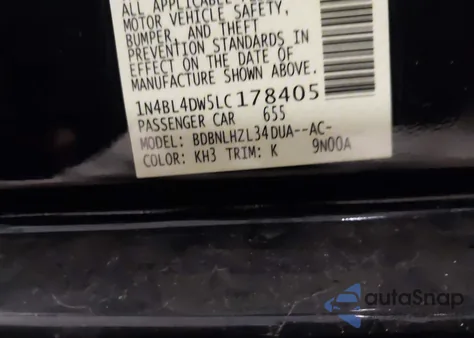 ALL APPLICABLE FEDERAL
MOTOR VEHICLE SAFETY,
BUMPER, AND THEFT
PREVENTION STANDARDS IN
EFFECT ON THE DATE OF
MANUFACTURE SHOWN ABOVE.
1N4BL4DW5LC178405
PASSENGER CAR 655
MODEL: BDBNLHZL34DUA--AC-
COLOR: KH3 TRIM: K 9N00A
autoSnap